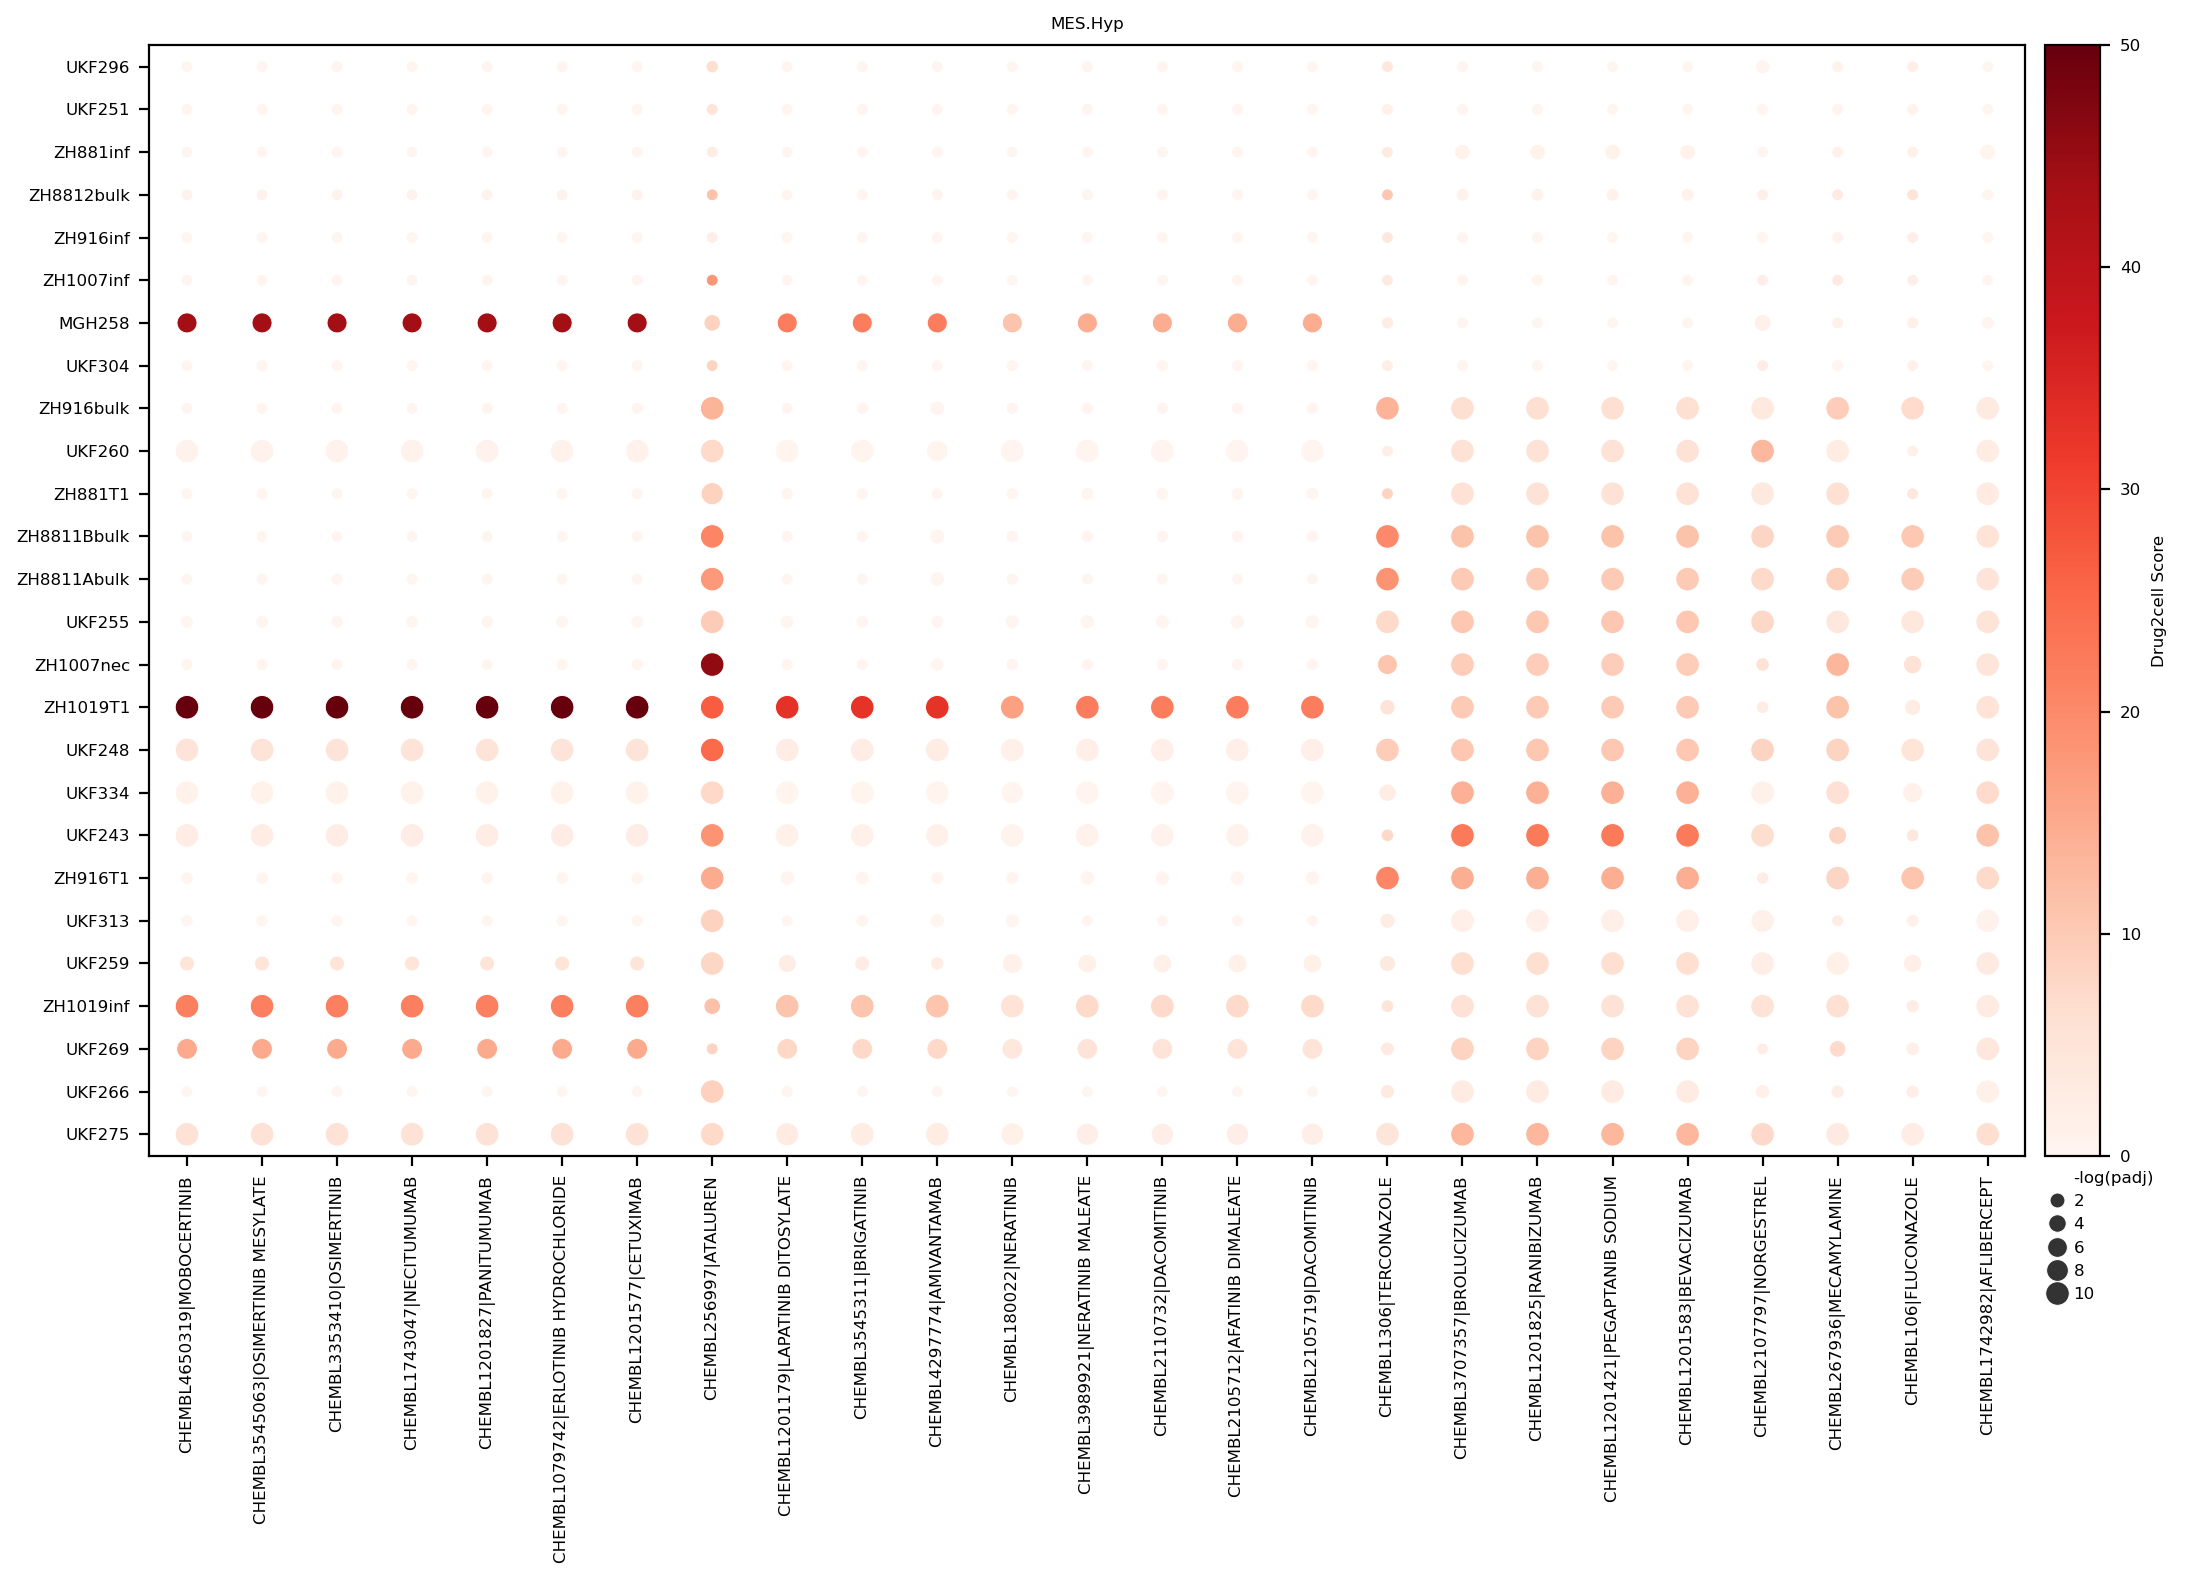 MES.Hyp
UKF296
UKF251
ZH881inf
ZH8812bulk
ZH916inf
ZH1007inf
MGH258
UKF304
ZH916bulk
UKF260
ZH881T1
ZH8811Bbulk
ZH8811Abulk
UKF255
ZH1007nec
ZH1019T1
UKF248
UKF334
UKF243
ZH916T1
UKF313
UKF259
ZH1019inf
UKF269
UKF266
UKF275
CHEMBL4650319|MOBOCERTINIB
CHEMBL3545063|OSIMERTINIB MESYLATE
CHEMBL3353410|OSIMERTINIB
CHEMBL1743047|NECITUMUMAB
CHEMBL1201827|PANITUMUMAB
CHEMBL1079742|ERLOTINIB HYDROCHLORIDE
CHEMBL1201577|CETUXIMAB
CHEMBL256997|ATALUREN
CHEMBL1201179|LAPATINIB DITOSYLATE
CHEMBL3545311|BRIGATINIB
CHEMBL4297774|AMIVANTAMAB
CHEMBL180022|NERATINIB
CHEMBL3989921|NERATINIB MALEATE
CHEMBL2110732|DACOMITINIB
CHEMBL2105712|AFATINIB DIMALEATE
CHEMBL2105719|DACOMITINIB
CHEMBL1306|TERCONAZOLE
CHEMBL3707357|BROLUCIZUMAB
CHEMBL1201825|RANIBIZUMAB
CHEMBL1201421|PEGAPTANIB SODIUM
CHEMBL1201583|BEVACIZUMAB
CHEMBL2107797|NORGESTREL
CHEMBL267936|MECAMYLAMINE
CHEMBL106|FLUCONAZOLE
CHEMBL1742982|AFLIBERCEPT
50
40
30
20
10
0
Drug2cell Score
-log(padj)
2
4
6
8
10